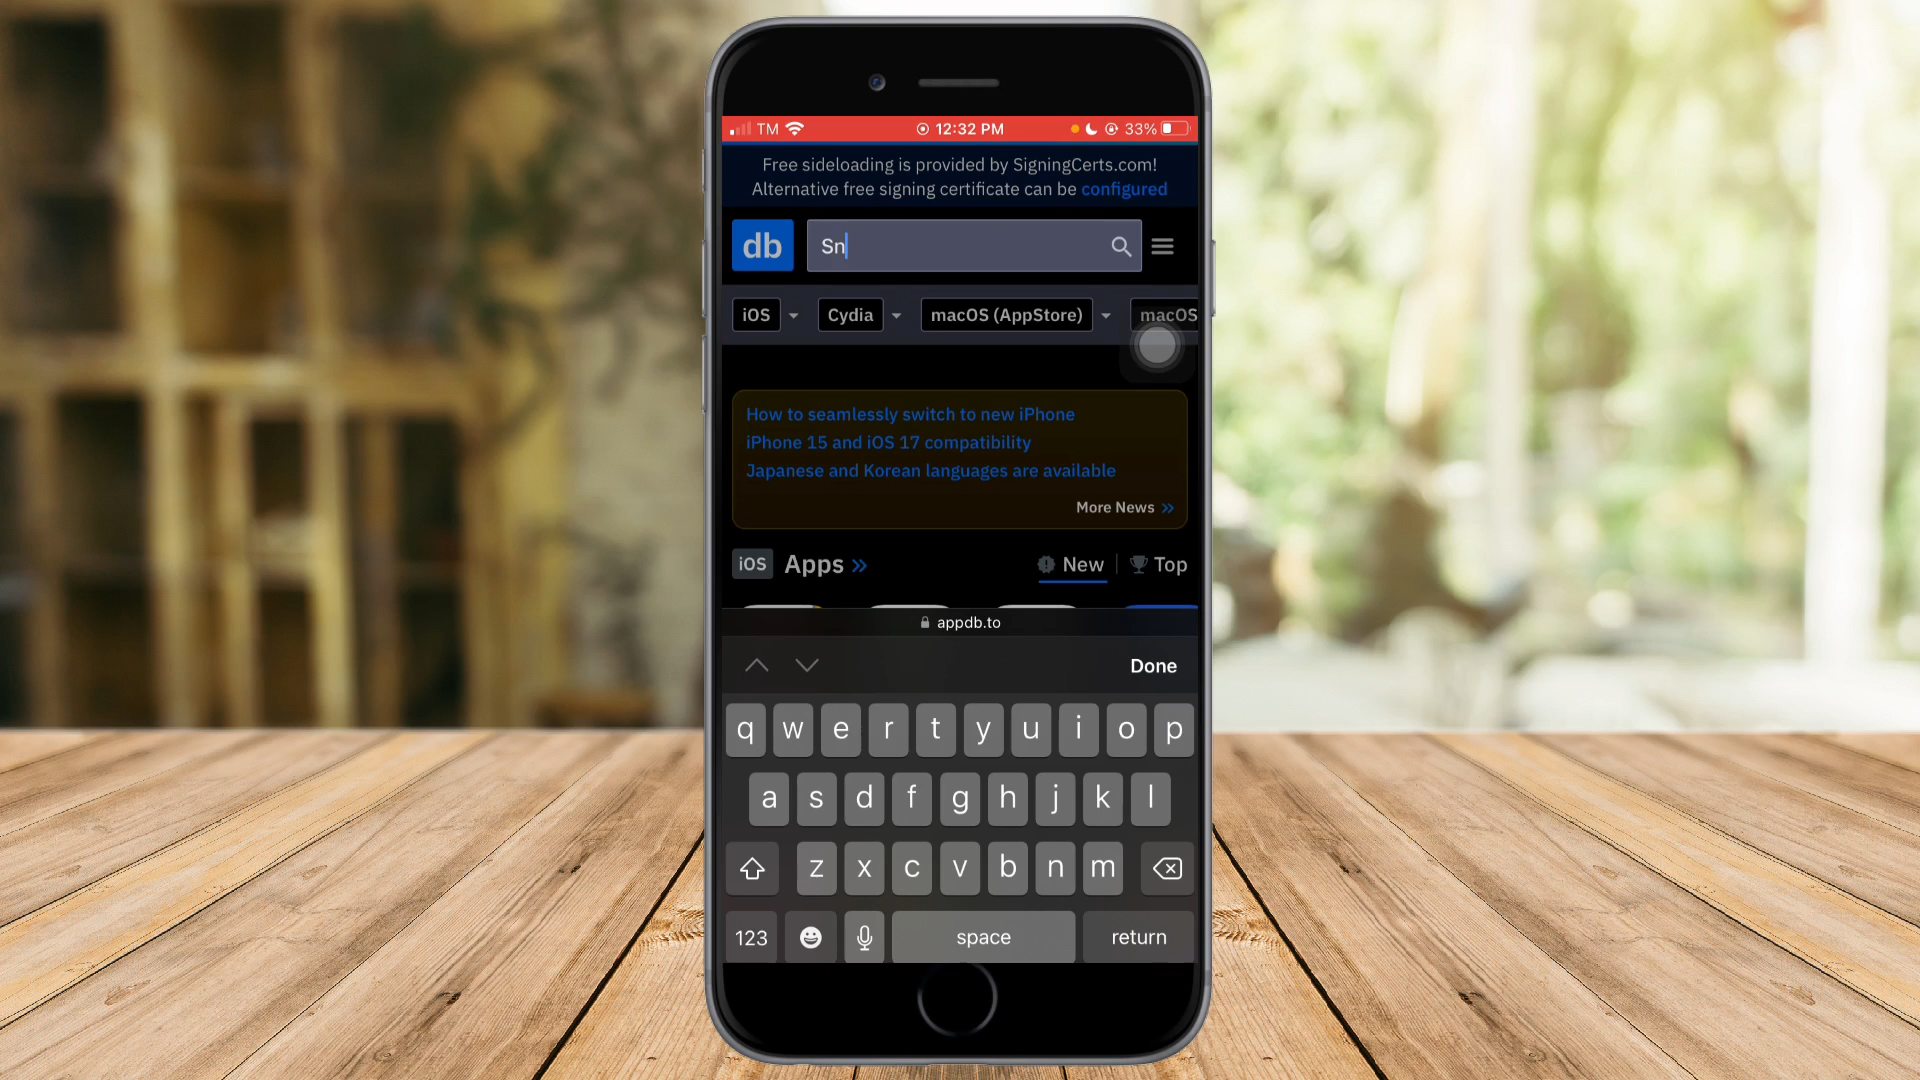 TM 12:32 PM 33%
Free sideloading is provided by SigningCerts.com!
Alternative free signing certificate can be configured
db Sn
iOS Cydia macOS (AppStore) macOS
How to seamlessly switch to new iPhone
iPhone 15 and iOS 17 compatibility
Japanese and Korean languages are available
More News »
iOS Apps » New Top
appdb.to
Done
q w e r t y u i o p
a s d f g h j k l
z x c v b n m
123 space return